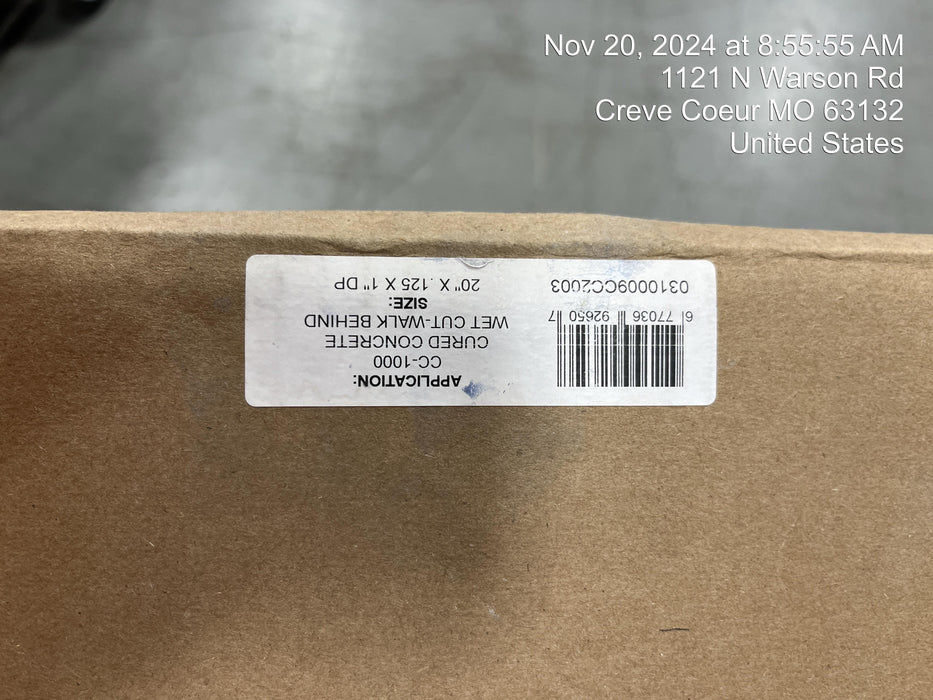 Nov 20, 2024 at 8:55:55 AM
1121 N Warson Rd
Creve Coeur MO 63132
United States
APPLICATION:
CC-1000
CURED CONCRETE
WET CUT-WALK BEHIND
SIZE:
20" X .125 X 1" DP
6 77036 92650 7
0310009CC2003